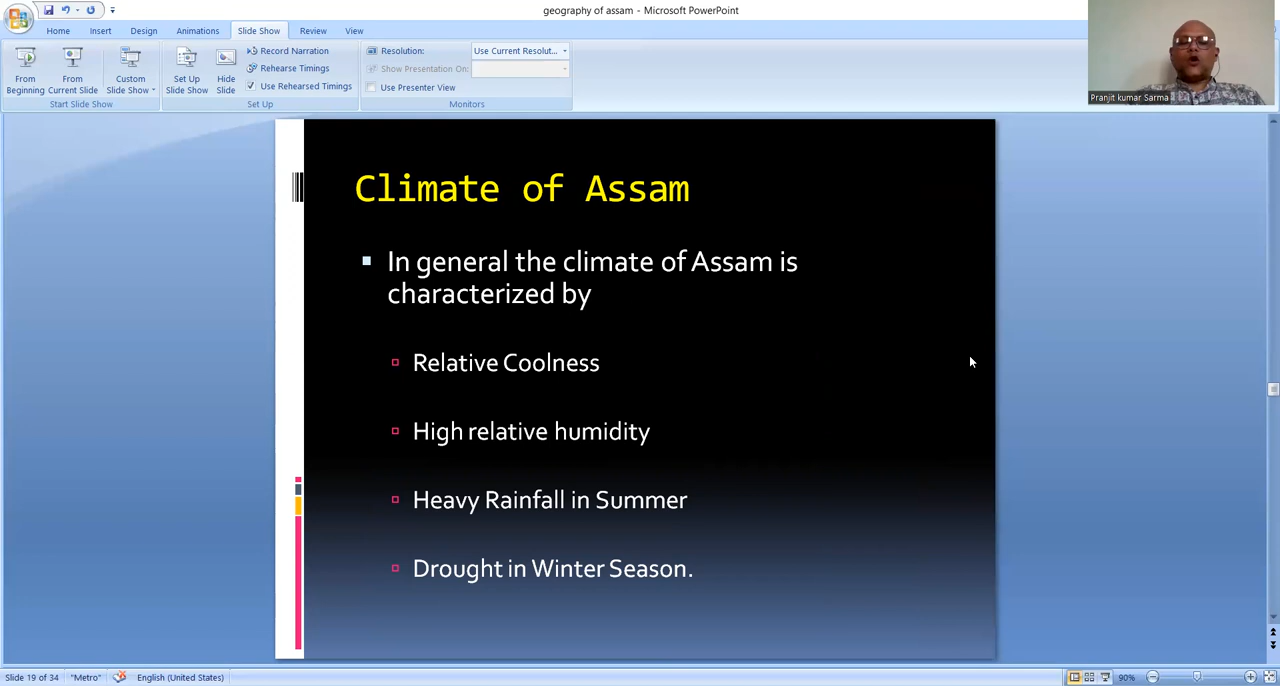 geography of assam - Microsoft PowerPoint
Home Insert Design Animations Slide Show Review View
From Beginning
From Current Slide
Custom Slide Show
Start Slide Show
Set Up Slide Show
Hide Slide
Record Narration
Rehearse Timings
Use Rehearsed Timings
Set Up
Resolution: Use Current Resolut...
Show Presentation On:
Use Presenter View
Monitors
Pranjit kumar Sarma
Climate of Assam
In general the climate of Assam is
characterized by
Relative Coolness
High relative humidity
Heavy Rainfall in Summer
Drought in Winter Season.
Slide 19 of 34 "Metro" English (United States) 90%